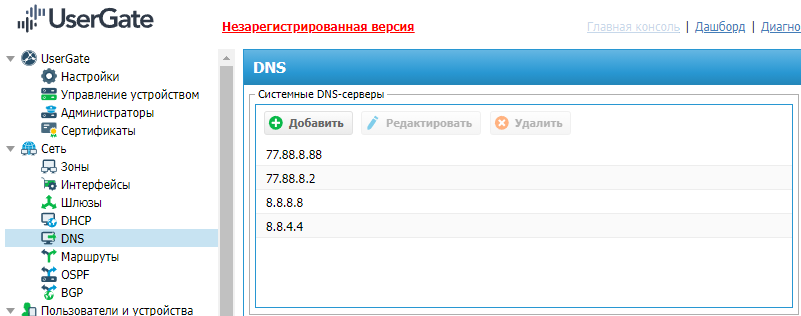 UserGate
Незарегистрированная версия
Главная консоль | Дашборд | Диагно
UserGate
Настройки
Управление устройством
Администраторы
Сертификаты
Сеть
Зоны
Интерфейсы
Шлюзы
DHCP
DNS
Маршруты
OSPF
BGP
Пользователи и устройства
DNS
Системные DNS-серверы
Добавить Редактировать Удалить
77.88.8.88
77.88.8.2
8.8.8.8
8.8.4.4